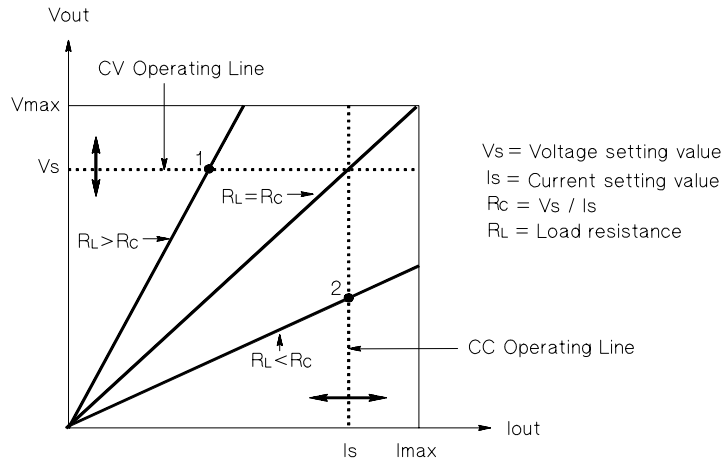 Vout
CV Operating Line
Vmax
Vs
1
RL=RC
RL>RC
2
RL<RC
Vs = Voltage setting value
Is = Current setting value
RC = Vs / Is
RL = Load resistance
CC Operating Line
Iout
Is
Imax